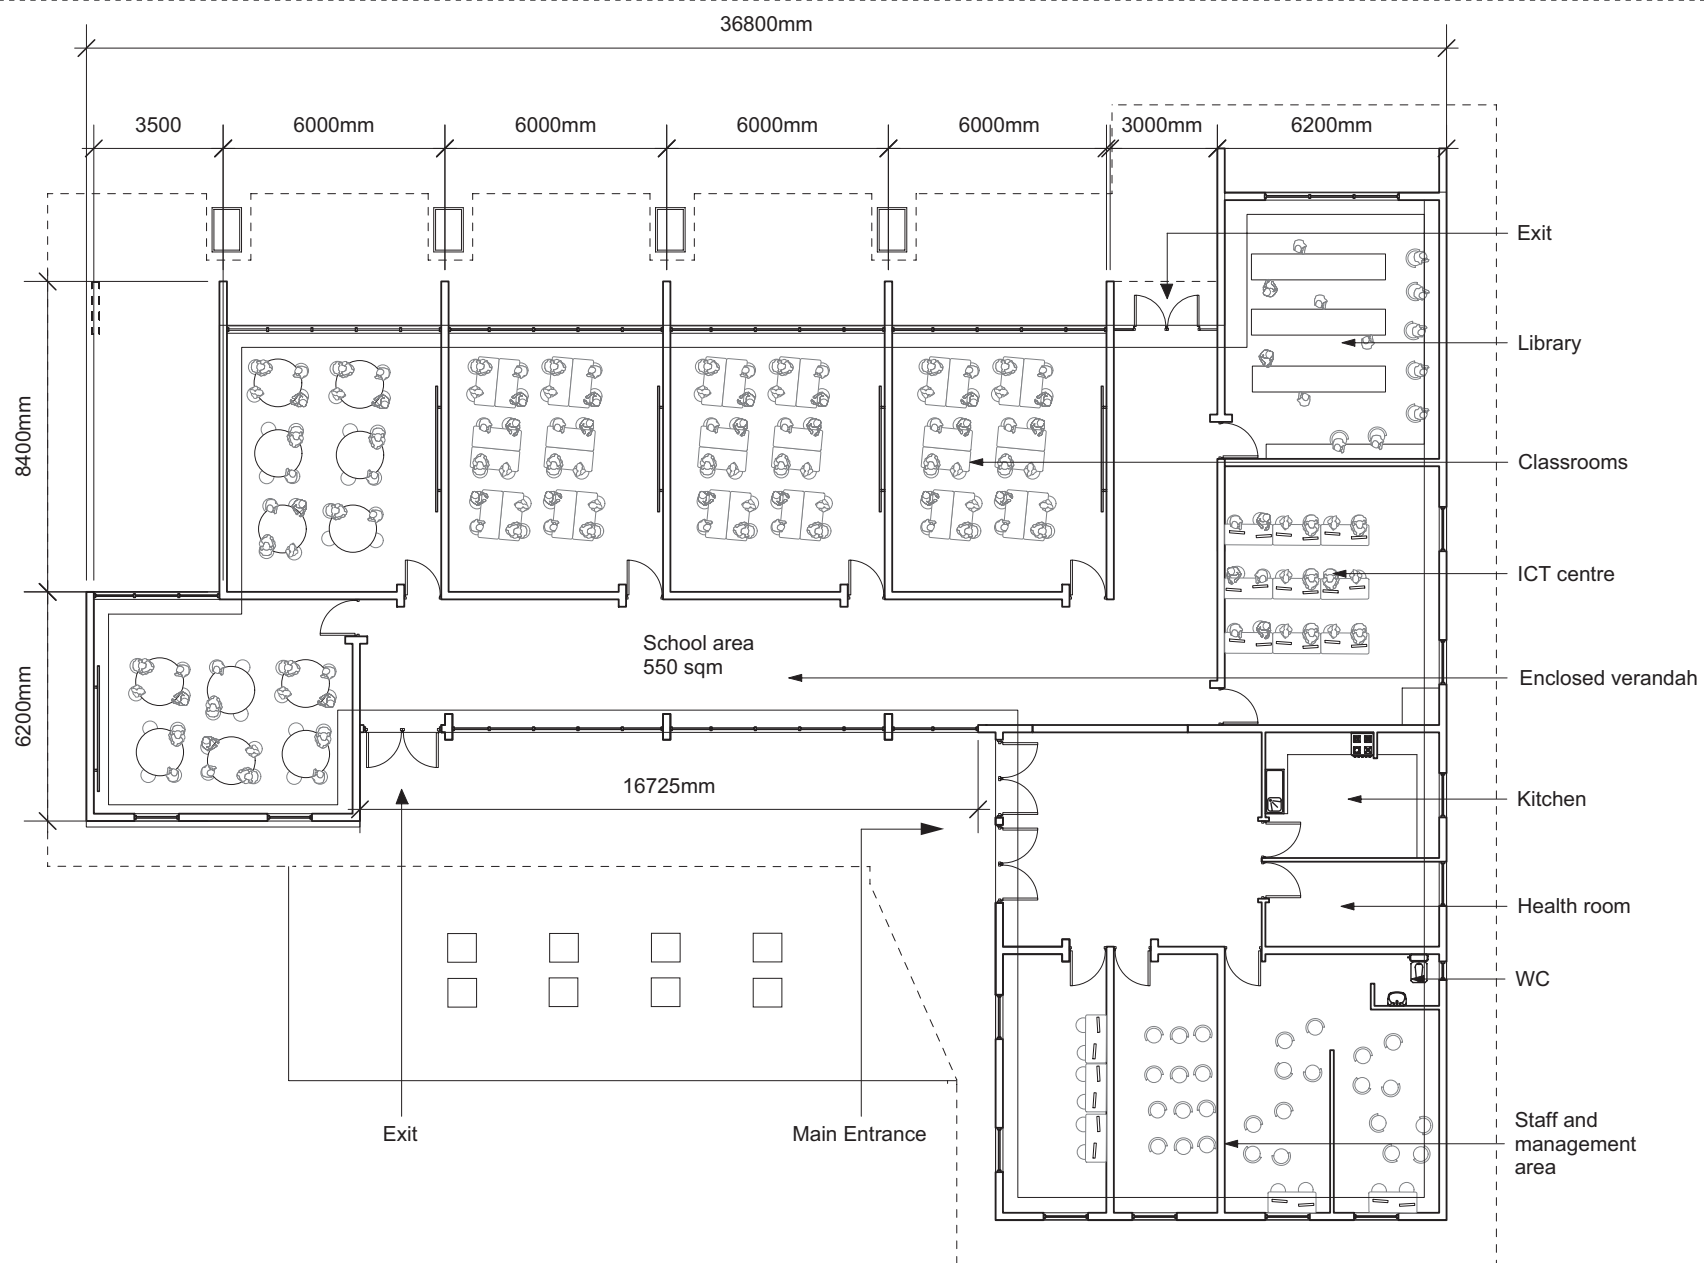 36800mm
3500
6000mm
6000mm
6000mm
6000mm
3000mm
6200mm
Exit
Library
8400mm
Classrooms
ICT centre
School area
550 sqm
Enclosed verandah
6200mm
16725mm
Kitchen
Health room
WC
Exit
Main Entrance
Staff and
management
area